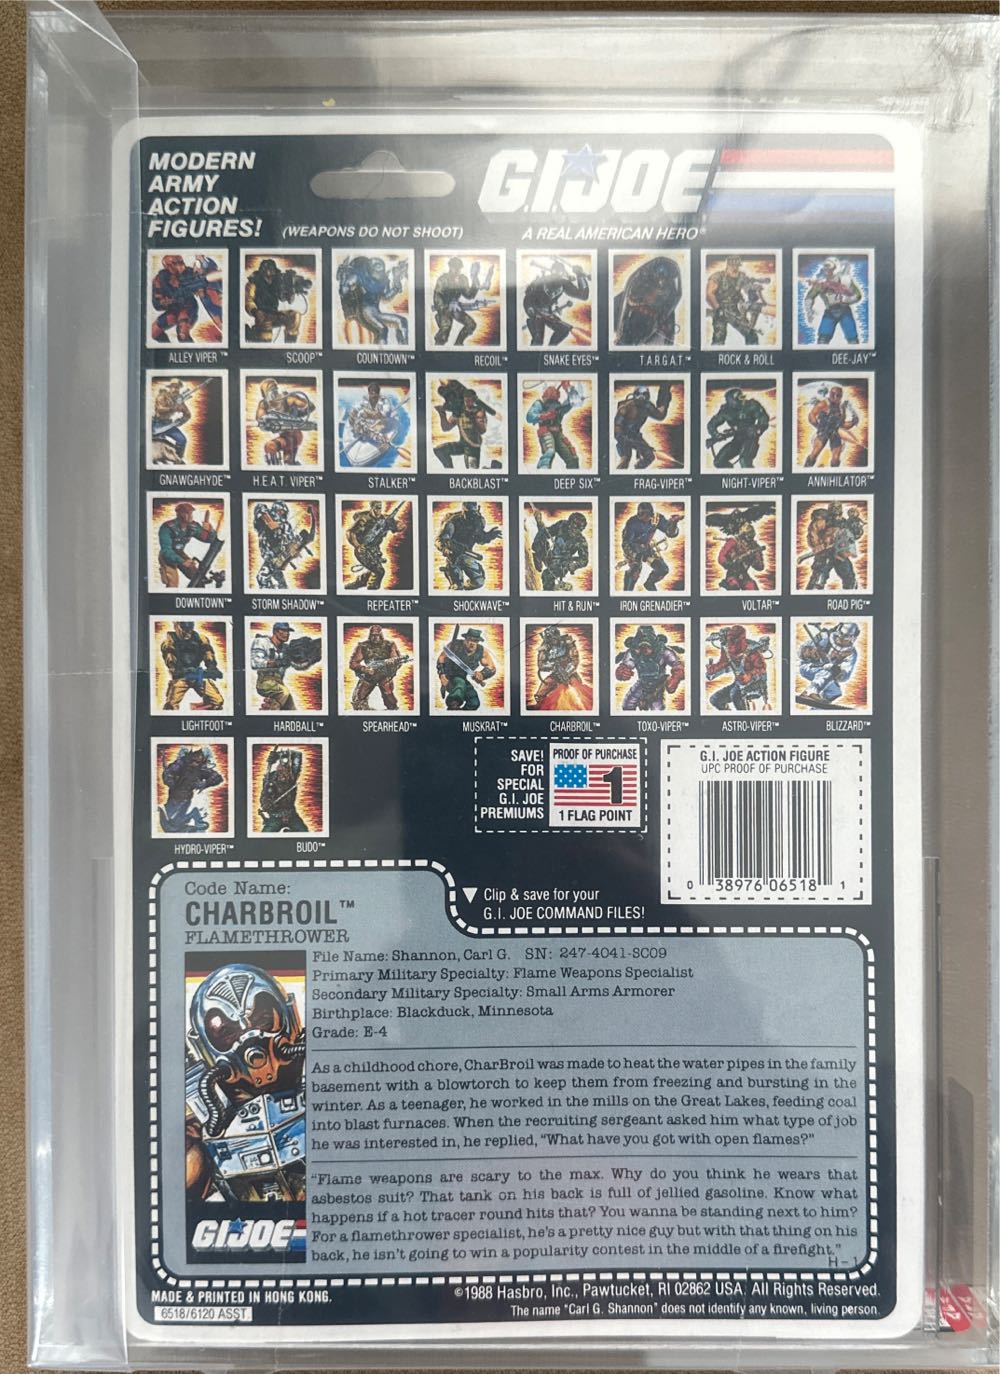 MODERN
ARMY
ACTION
FIGURES! (WEAPONS DO NOT SHOOT)
G.I.JOE
A REAL AMERICAN HERO®
ALLEY VIPER™ SCOOP™ COUNTDOWN™ RECOIL™ SNAKE EYES™ T.A.R.G.A.T.™ ROCK & ROLL DEE-JAY™
GNAWGAHYDE™ H.E.A.T. VIPER™ STALKER™ BACKBLAST™ DEEP SIX™ FRAG-VIPER™ NIGHT-VIPER™ ANNIHILATOR™
DOWNTOWN™ STORM SHADOW™ REPEATER™ SHOCKWAVE™ HIT & RUN™ IRON GRENADIER™ VOLTAR™ ROAD PIG™
LIGHTFOOT™ HARDBALL™ SPEARHEAD™ MUSKRAT™ CHARBROIL™ TOXO-VIPER™ ASTRO-VIPER™ BLIZZARD™
HYDRO-VIPER™ BUDO™
SAVE!
FOR
SPECIAL
G.I. JOE
PREMIUMS
PROOF OF PURCHASE
1
1 FLAG POINT
G.I. JOE ACTION FIGURE
UPC PROOF OF PURCHASE
0 38976 06518 1
▼ Clip & save for your
G.I. JOE COMMAND FILES!
Code Name:
CHARBROIL™
FLAMETHROWER
File Name: Shannon, Carl G. SN: 247-4041-SC09
Primary Military Specialty: Flame Weapons Specialist
Secondary Military Specialty: Small Arms Armorer
Birthplace: Blackduck, Minnesota
Grade: E-4
As a childhood chore, CharBroil was made to heat the water pipes in the family
basement with a blowtorch to keep them from freezing and bursting in the
winter. As a teenager, he worked in the mills on the Great Lakes, feeding coal
into blast furnaces. When the recruiting sergeant asked him what type of job
he was interested in, he replied, "What have you got with open flames?"
"Flame weapons are scary to the max. Why do you think he wears that
asbestos suit? That tank on his back is full of jellied gasoline. Know what
happens if a hot tracer round hits that? You wanna be standing next to him?
For a flamethrower specialist, he's a pretty nice guy but with that thing on his
back, he isn't going to win a popularity contest in the middle of a firefight."
H-1
G.I.JOE
MADE & PRINTED IN HONG KONG.
6518/6120 ASST.
©1988 Hasbro, Inc., Pawtucket, RI 02862 USA. All Rights Reserved.
The name "Carl G. Shannon" does not identify any known, living person.